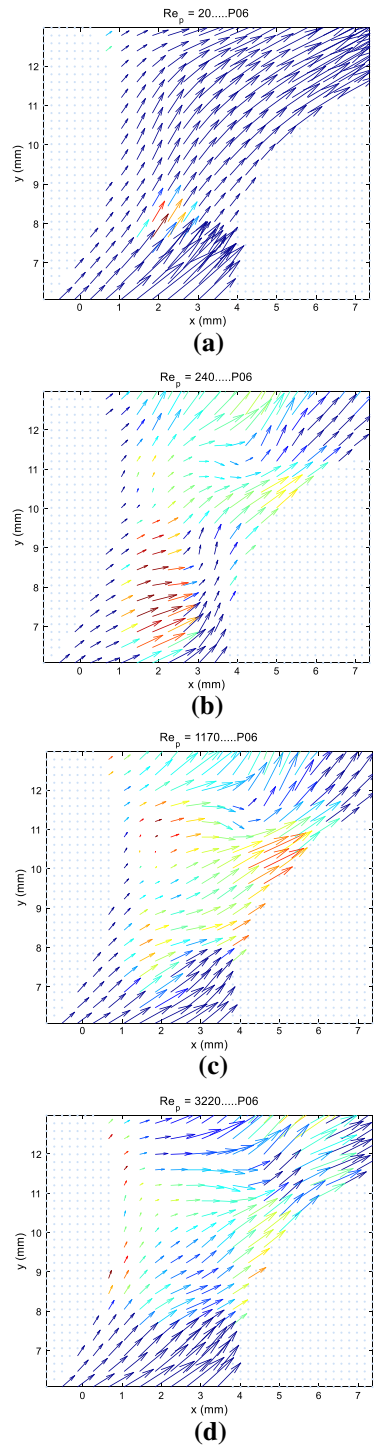 Re_p = 20.....P06
12
11
10
9
8
7
y (mm)
0 1 2 3 4 5 6 7
x (mm)
(a)
Re_p = 240.....P06
12
11
10
9
8
7
y (mm)
0 1 2 3 4 5 6 7
x (mm)
(b)
Re_p = 1170.....P06
12
11
10
9
8
7
y (mm)
0 1 2 3 4 5 6 7
x (mm)
(c)
Re_p = 3220.....P06
12
11
10
9
8
7
y (mm)
0 1 2 3 4 5 6 7
x (mm)
(d)